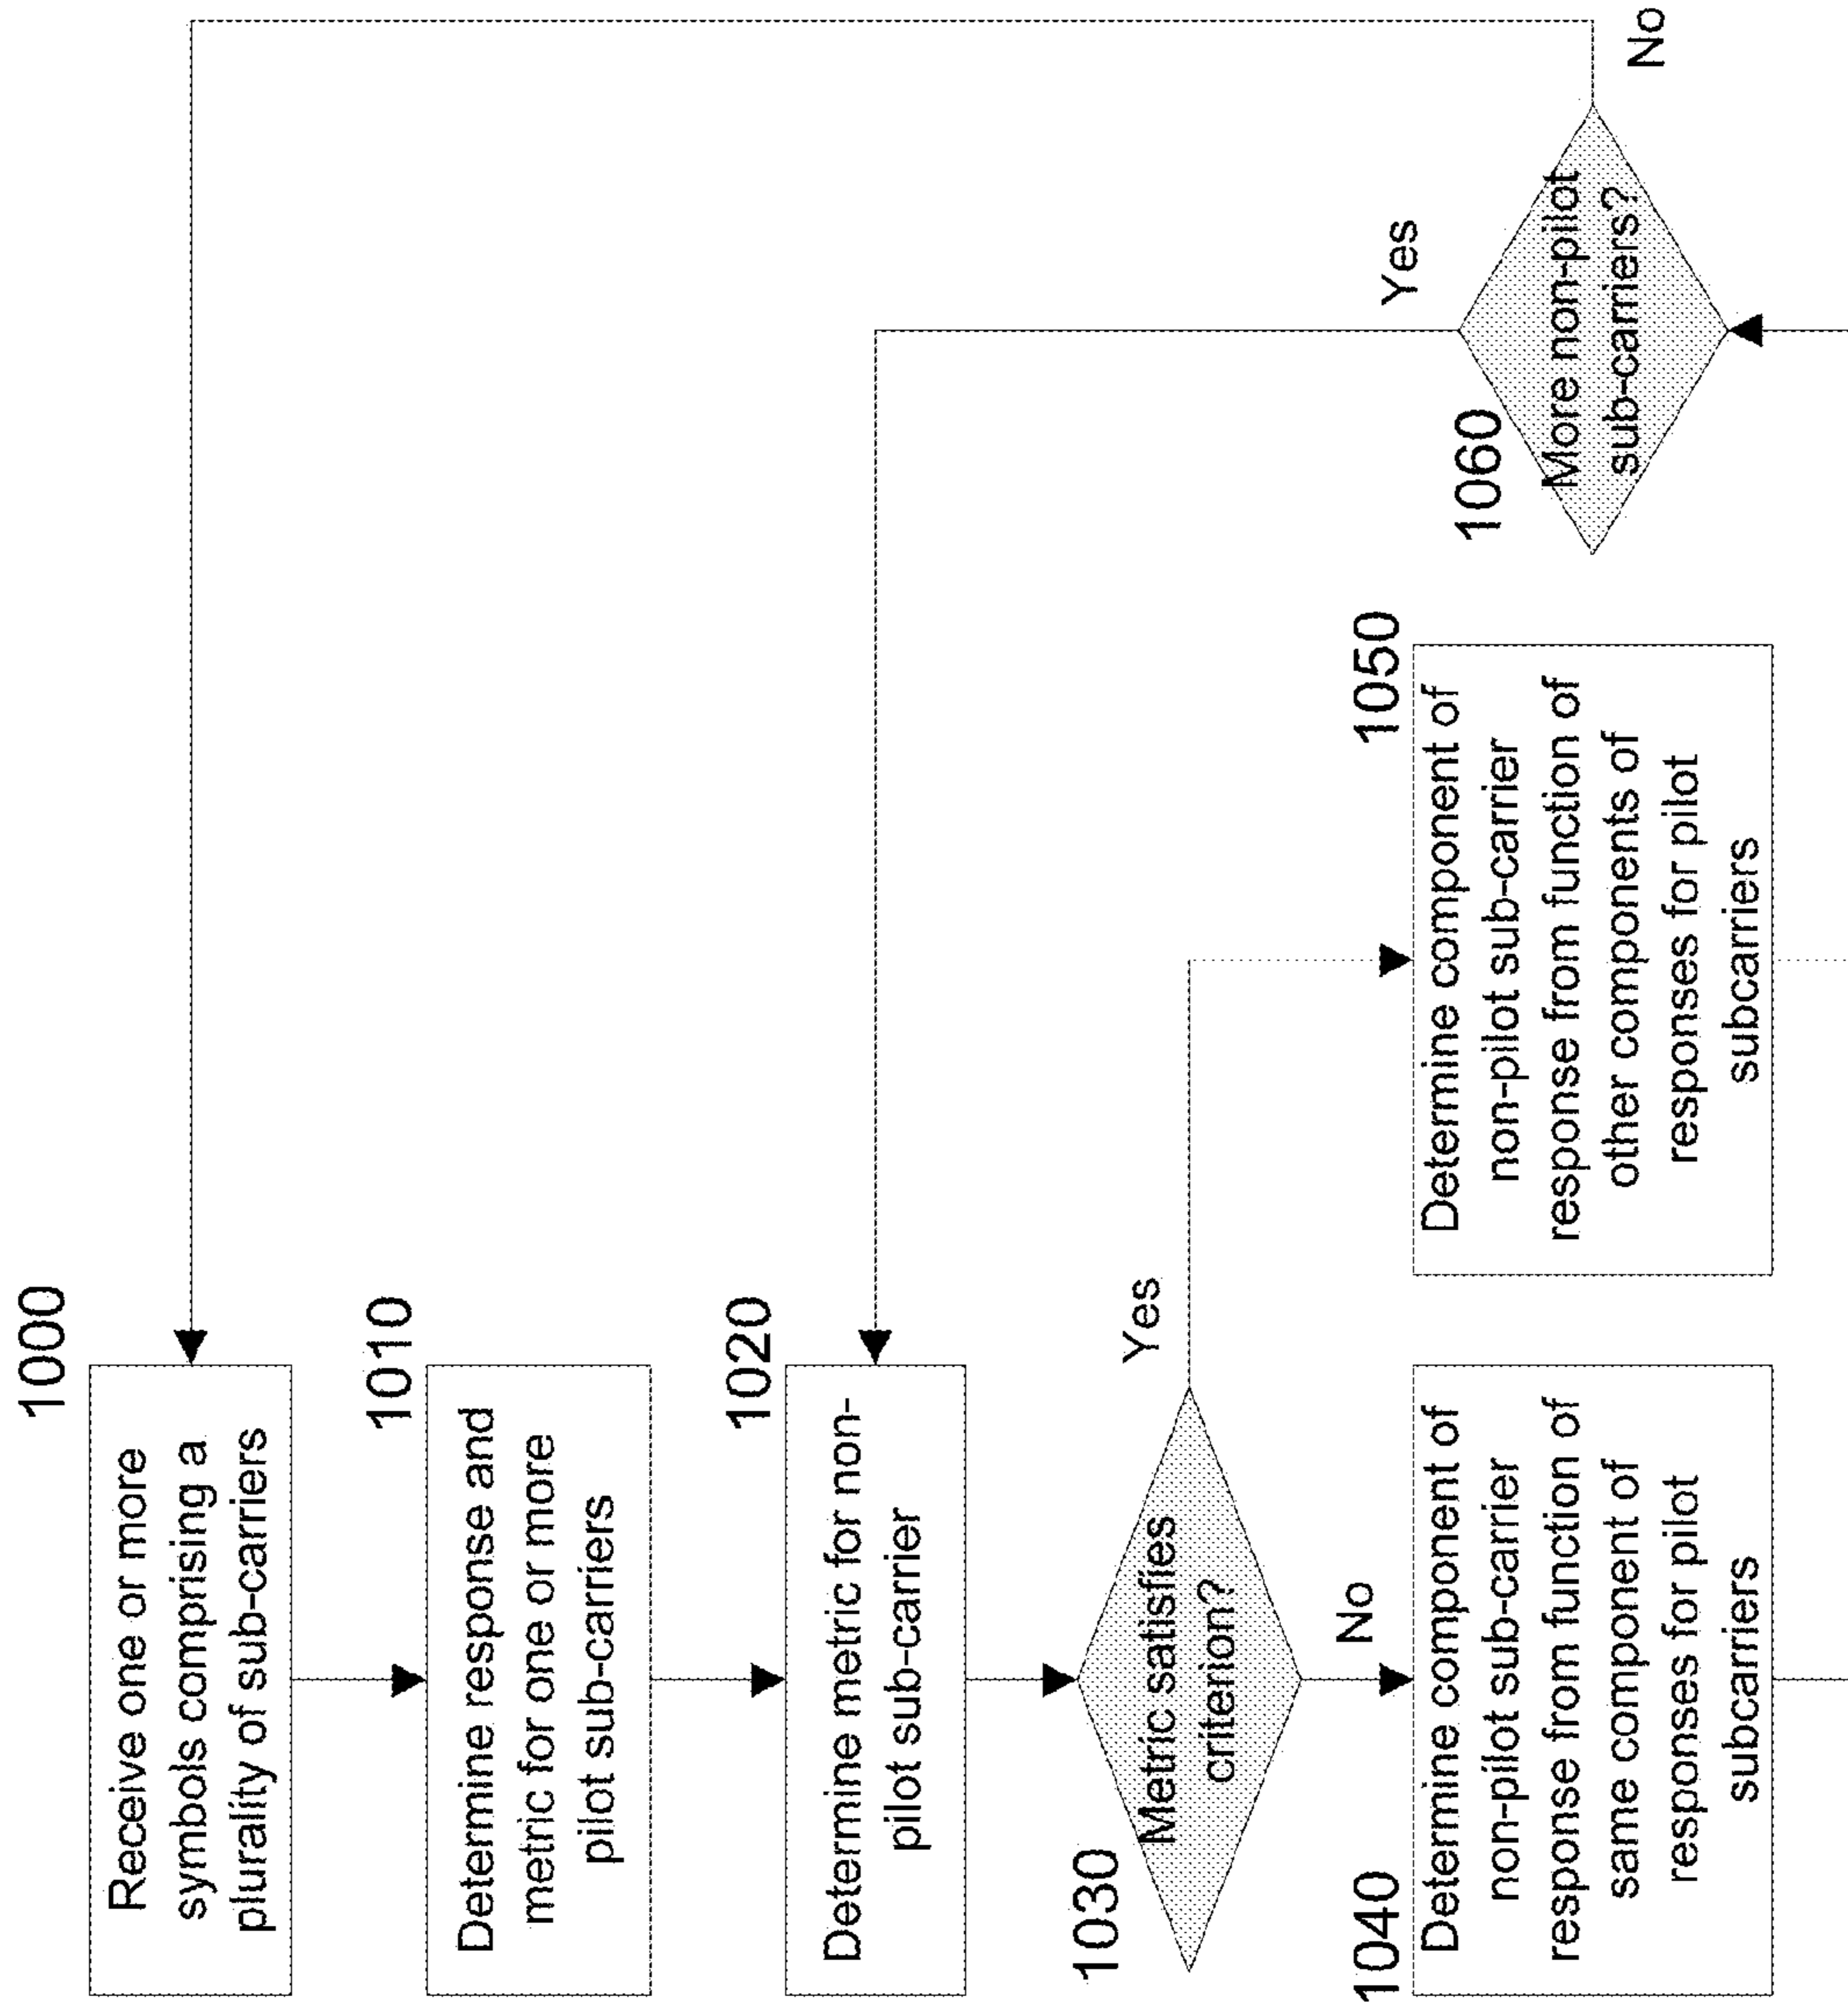 1000
Receive one or more
symbols comprising a
plurality of sub-carriers
1010
Determine response and
metric for one or more
pilot sub-carriers
1020
Determine metric for non-
pilot sub-carrier
1030
Metric satisfies
criterion?
Yes
No
1040
Determine component of
non-pilot sub-carrier
response from function of
same component of
responses for pilot
subcarriers
1050
Determine component of
non-pilot sub-carrier
response from function of
other components of
responses for pilot
subcarriers
1060
More non-pilot
sub-carriers?
Yes
No